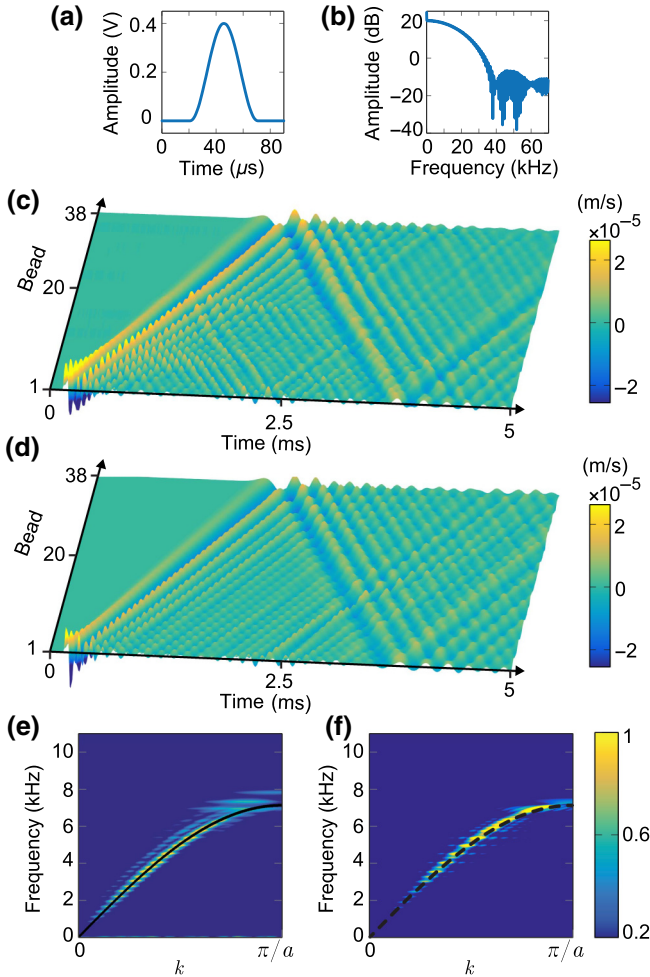 (a)
Amplitude (V)
0.4
0.2
0
0
40
80
Time (µs)
(b)
Amplitude (dB)
20
0
−20
−40
0
20
40
60
Frequency (kHz)
(c)
Bead
38
20
1
0
2.5
5
Time (ms)
(m/s)
×10⁻⁵
2
0
−2
(d)
Bead
38
20
1
0
2.5
5
Time (ms)
(m/s)
×10⁻⁵
2
0
−2
(e)
Frequency (kHz)
10
8
6
4
2
0
0
π/a
k
(f)
Frequency (kHz)
10
8
6
4
2
0
0
π/a
k
1
0.6
0.2